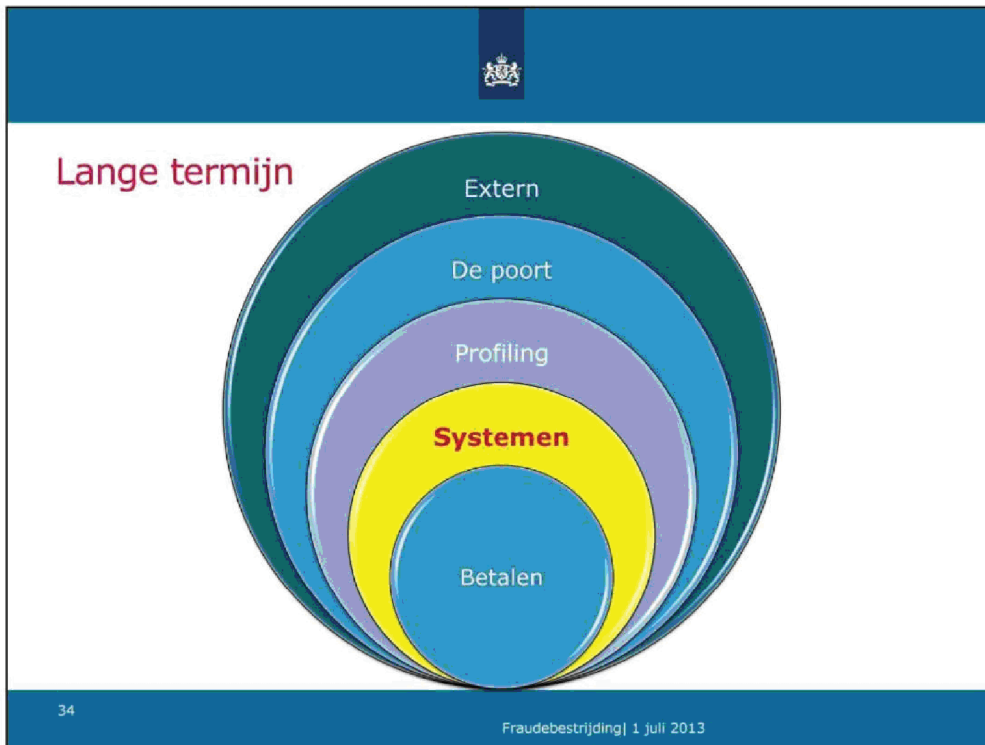 Lange termijn
Extern
De poort
Profiling
Systemen
Betalen
34
Fraudebestrijding| 1 juli 2013